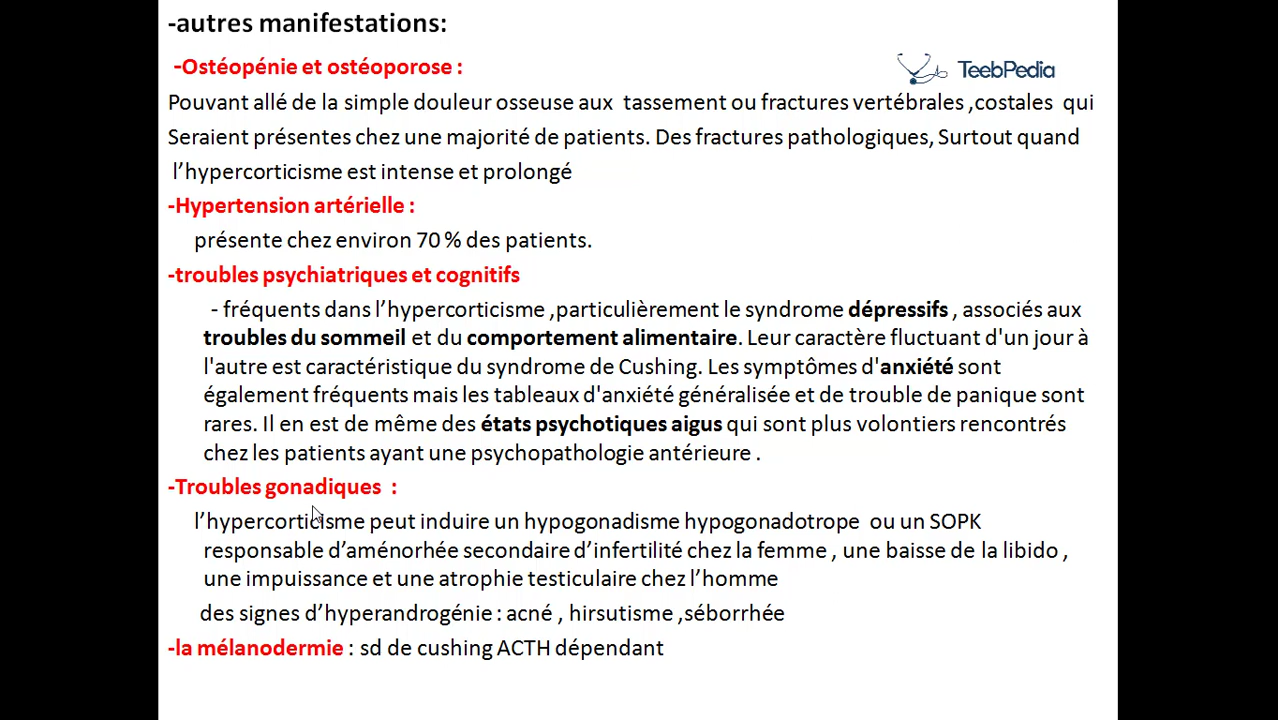 -autres manifestations:
-Ostéopénie et ostéoporose :
TeebPedia
Pouvant allé de la simple douleur osseuse aux tassement ou fractures vertébrales ,costales qui
Seraient présentes chez une majorité de patients. Des fractures pathologiques, Surtout quand
l’hypercorticisme est intense et prolongé
-Hypertension artérielle :
présente chez environ 70 % des patients.
-troubles psychiatriques et cognitifs
- fréquents dans l’hypercorticisme ,particulièrement le syndrome dépressifs , associés aux
troubles du sommeil et du comportement alimentaire. Leur caractère fluctuant d'un jour à
l'autre est caractéristique du syndrome de Cushing. Les symptômes d'anxiété sont
également fréquents mais les tableaux d'anxiété généralisée et de trouble de panique sont
rares. Il en est de même des états psychotiques aigus qui sont plus volontiers rencontrés
chez les patients ayant une psychopathologie antérieure .
-Troubles gonadiques :
l’hypercorticisme peut induire un hypogonadisme hypogonadotrope ou un SOPK
responsable d’aménorhée secondaire d’infertilité chez la femme , une baisse de la libido ,
une impuissance et une atrophie testiculaire chez l’homme
des signes d’hyperandrogénie : acné , hirsutisme ,séborrhée
-la mélanodermie : sd de cushing ACTH dépendant